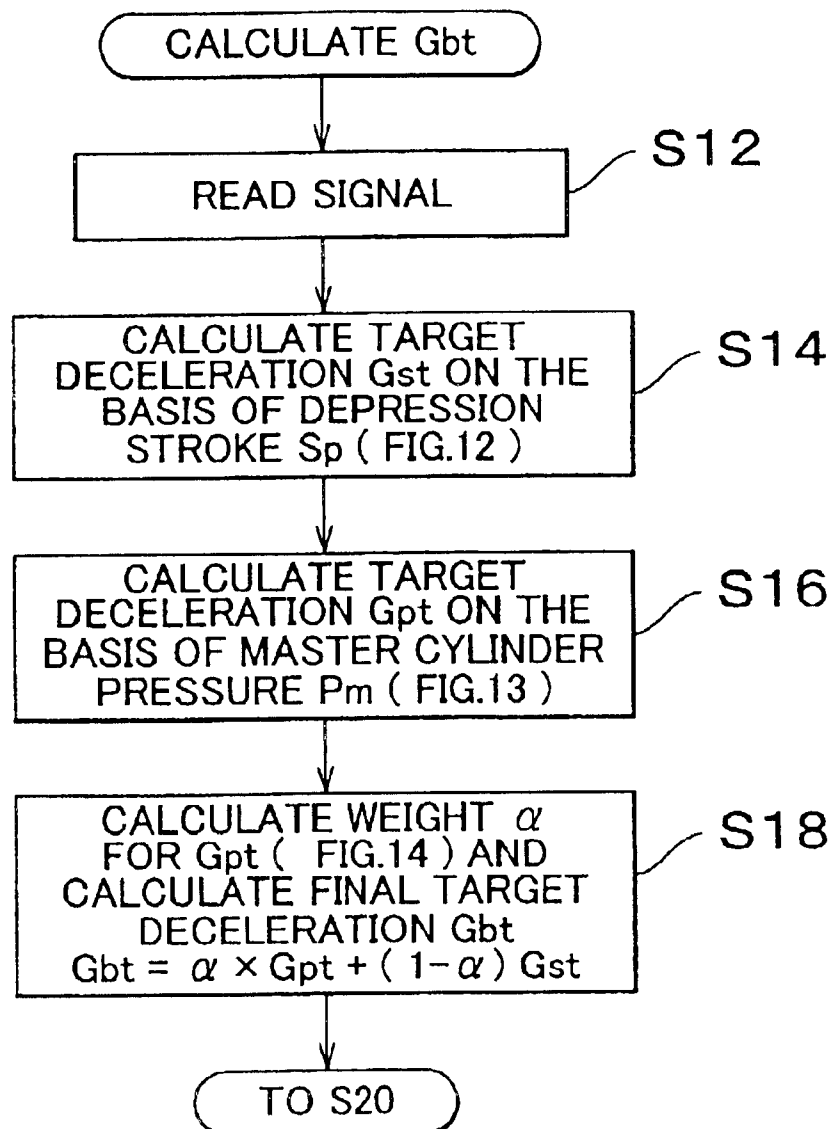 CALCULATE Gbt
READ SIGNAL
S12
CALCULATE TARGET
DECELERATION Gst ON THE
BASIS OF DEPRESSION
STROKE Sp ( FIG.12 )
S14
CALCULATE TARGET
DECELERATION Gpt ON THE
BASIS OF MASTER CYLINDER
PRESSURE Pm ( FIG.13 )
S16
CALCULATE WEIGHT α
FOR Gpt ( FIG.14 ) AND
CALCULATE FINAL TARGET
DECELERATION Gbt
Gbt = α × Gpt + ( 1-α ) Gst
S18
TO S20